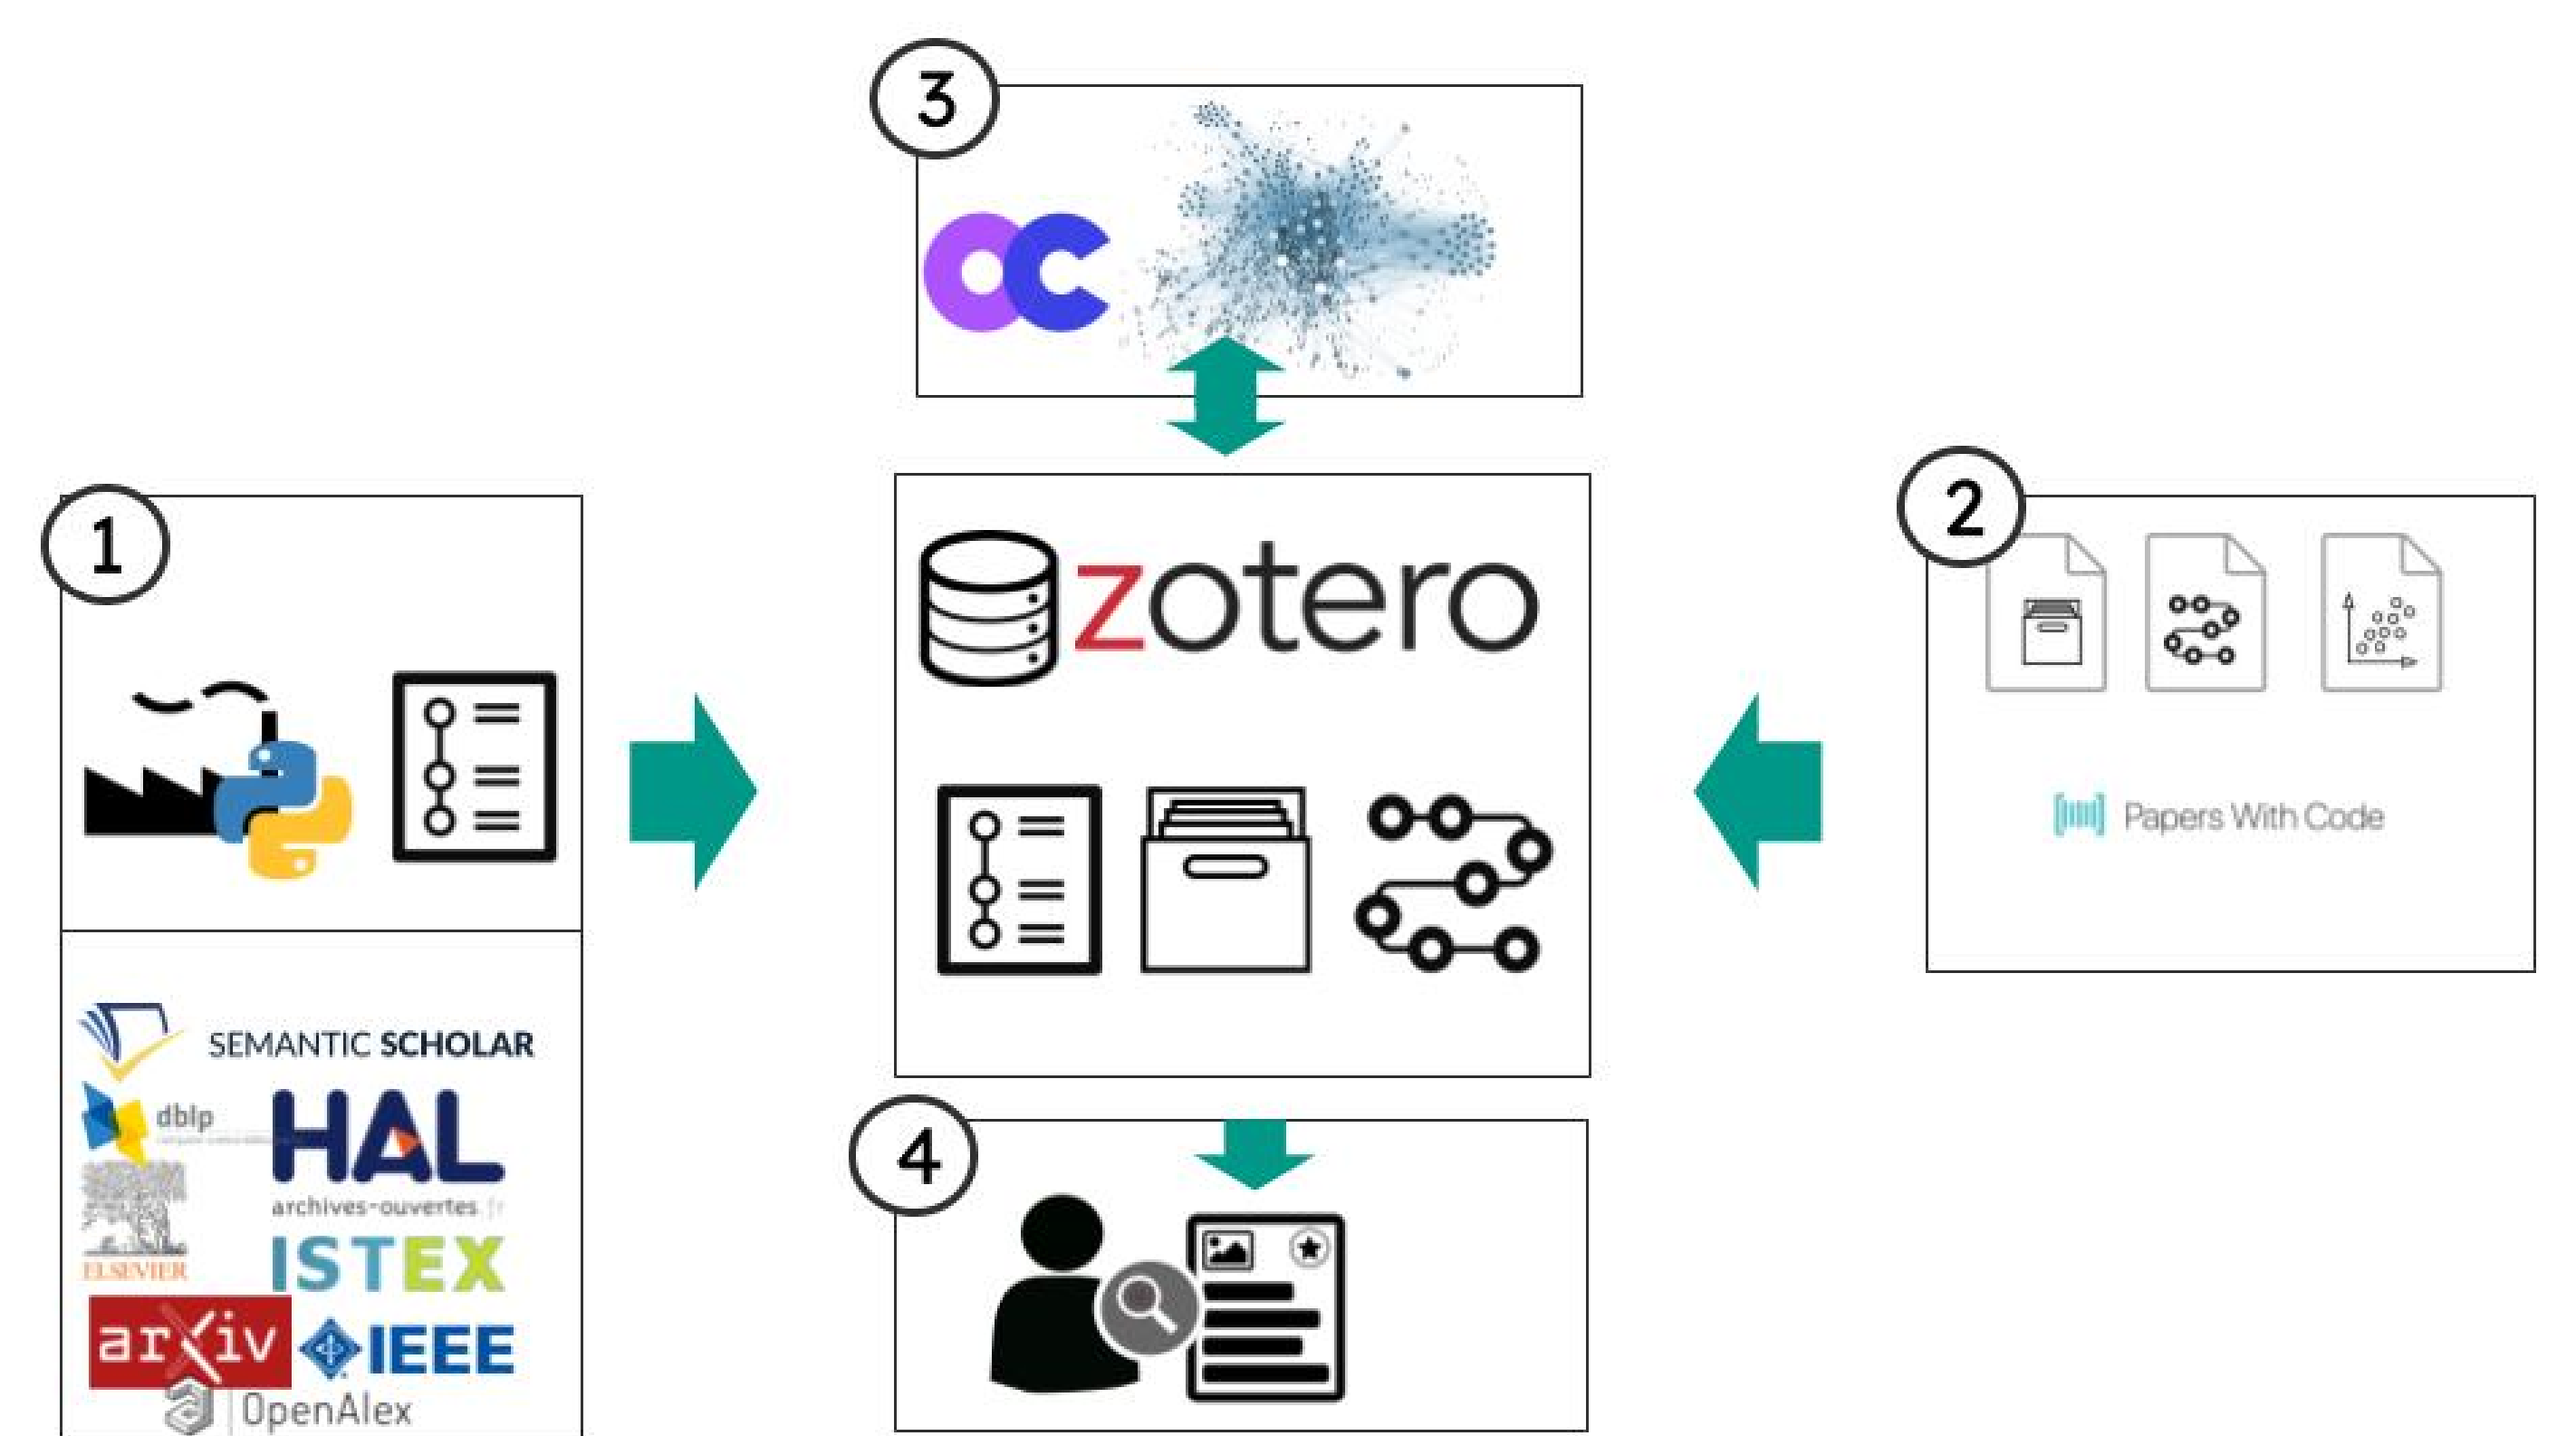 3
oc
1
2
zotero
Papers With Code
SEMANTIC SCHOLAR
dblp
HAL
archives-ouvertes.fr
ELSEVIER
ISTEX
4
arXiv
IEEE
OpenAlex